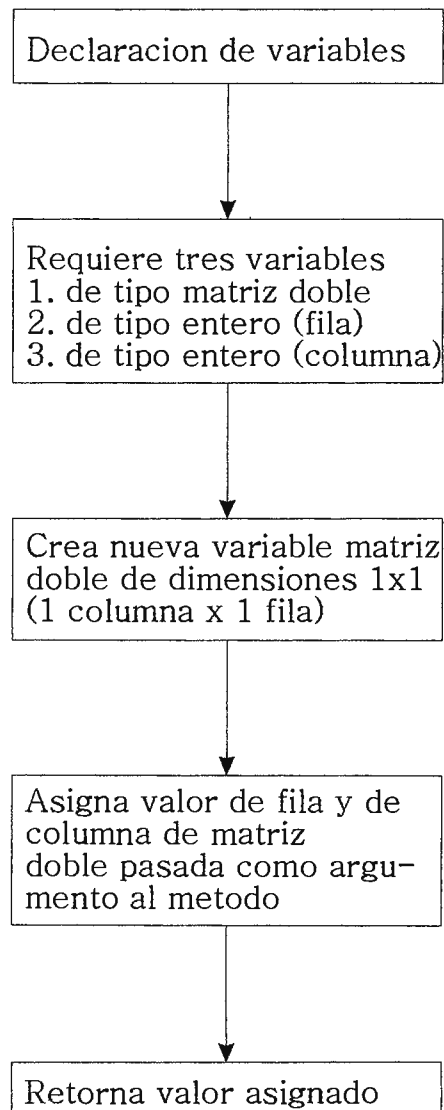 Declaracion de variables
Requiere tres variables
1. de tipo matriz doble
2. de tipo entero (fila)
3. de tipo entero (columna)
Crea nueva variable matriz
doble de dimensiones 1x1
(1 columna x 1 fila)
Asigna valor de fila y de
columna de matriz
doble pasada como argu-
mento al metodo
Retorna valor asignado